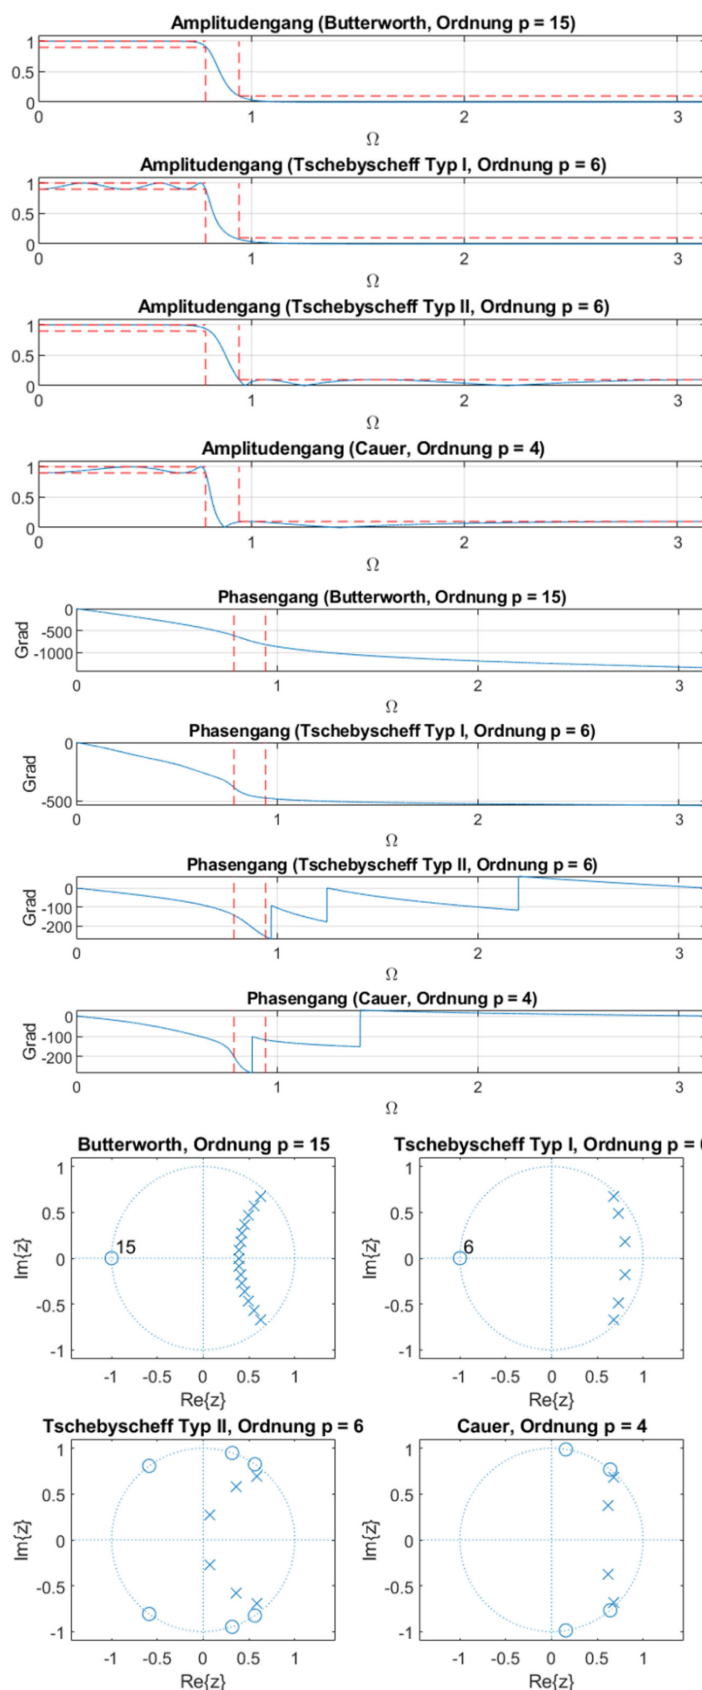 Amplitudengang (Butterworth, Ordnung p = 15)
1
0.5
0
0 1 2 3
Ω
Amplitudengang (Tschebyscheff Typ I, Ordnung p = 6)
1
0.5
0
0 1 2 3
Ω
Amplitudengang (Tschebyscheff Typ II, Ordnung p = 6)
1
0.5
0
0 1 2 3
Ω
Amplitudengang (Cauer, Ordnung p = 4)
1
0.5
0
0 1 2 3
Ω
Phasengang (Butterworth, Ordnung p = 15)
Grad
0
-500
-1000
0 1 2 3
Ω
Phasengang (Tschebyscheff Typ I, Ordnung p = 6)
Grad
0
-500
0 1 2 3
Ω
Phasengang (Tschebyscheff Typ II, Ordnung p = 6)
Grad
0
-100
-200
0 1 2 3
Ω
Phasengang (Cauer, Ordnung p = 4)
Grad
0
-100
-200
0 1 2 3
Ω
Butterworth, Ordnung p = 15
Im{z}
1
0.5
0
-0.5
-1
15
-1 -0.5 0 0.5 1
Re{z}
Tschebyscheff Typ I, Ordnung p = 6
Im{z}
1
0.5
0
-0.5
-1
6
-1 -0.5 0 0.5 1
Re{z}
Tschebyscheff Typ II, Ordnung p = 6
Im{z}
1
0.5
0
-0.5
-1
-1 -0.5 0 0.5 1
Re{z}
Cauer, Ordnung p = 4
Im{z}
1
0.5
0
-0.5
-1
-1 -0.5 0 0.5 1
Re{z}